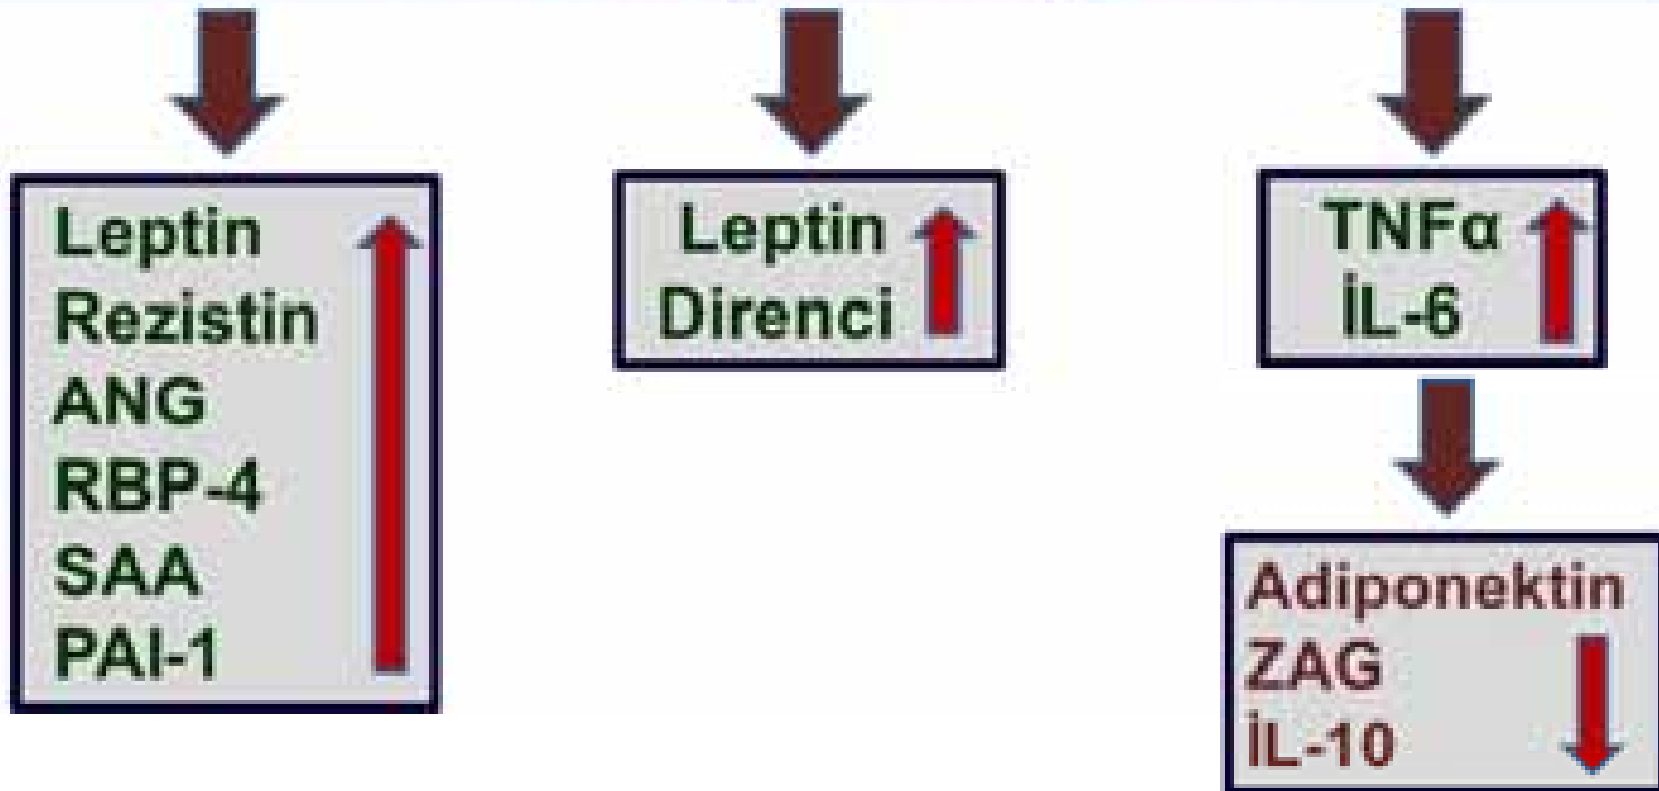 Leptin
Rezistin
ANG
RBP-4
SAA
PAI-1
Leptin
Direnci
TNFα
İL-6
Adiponektin
ZAG
İL-10